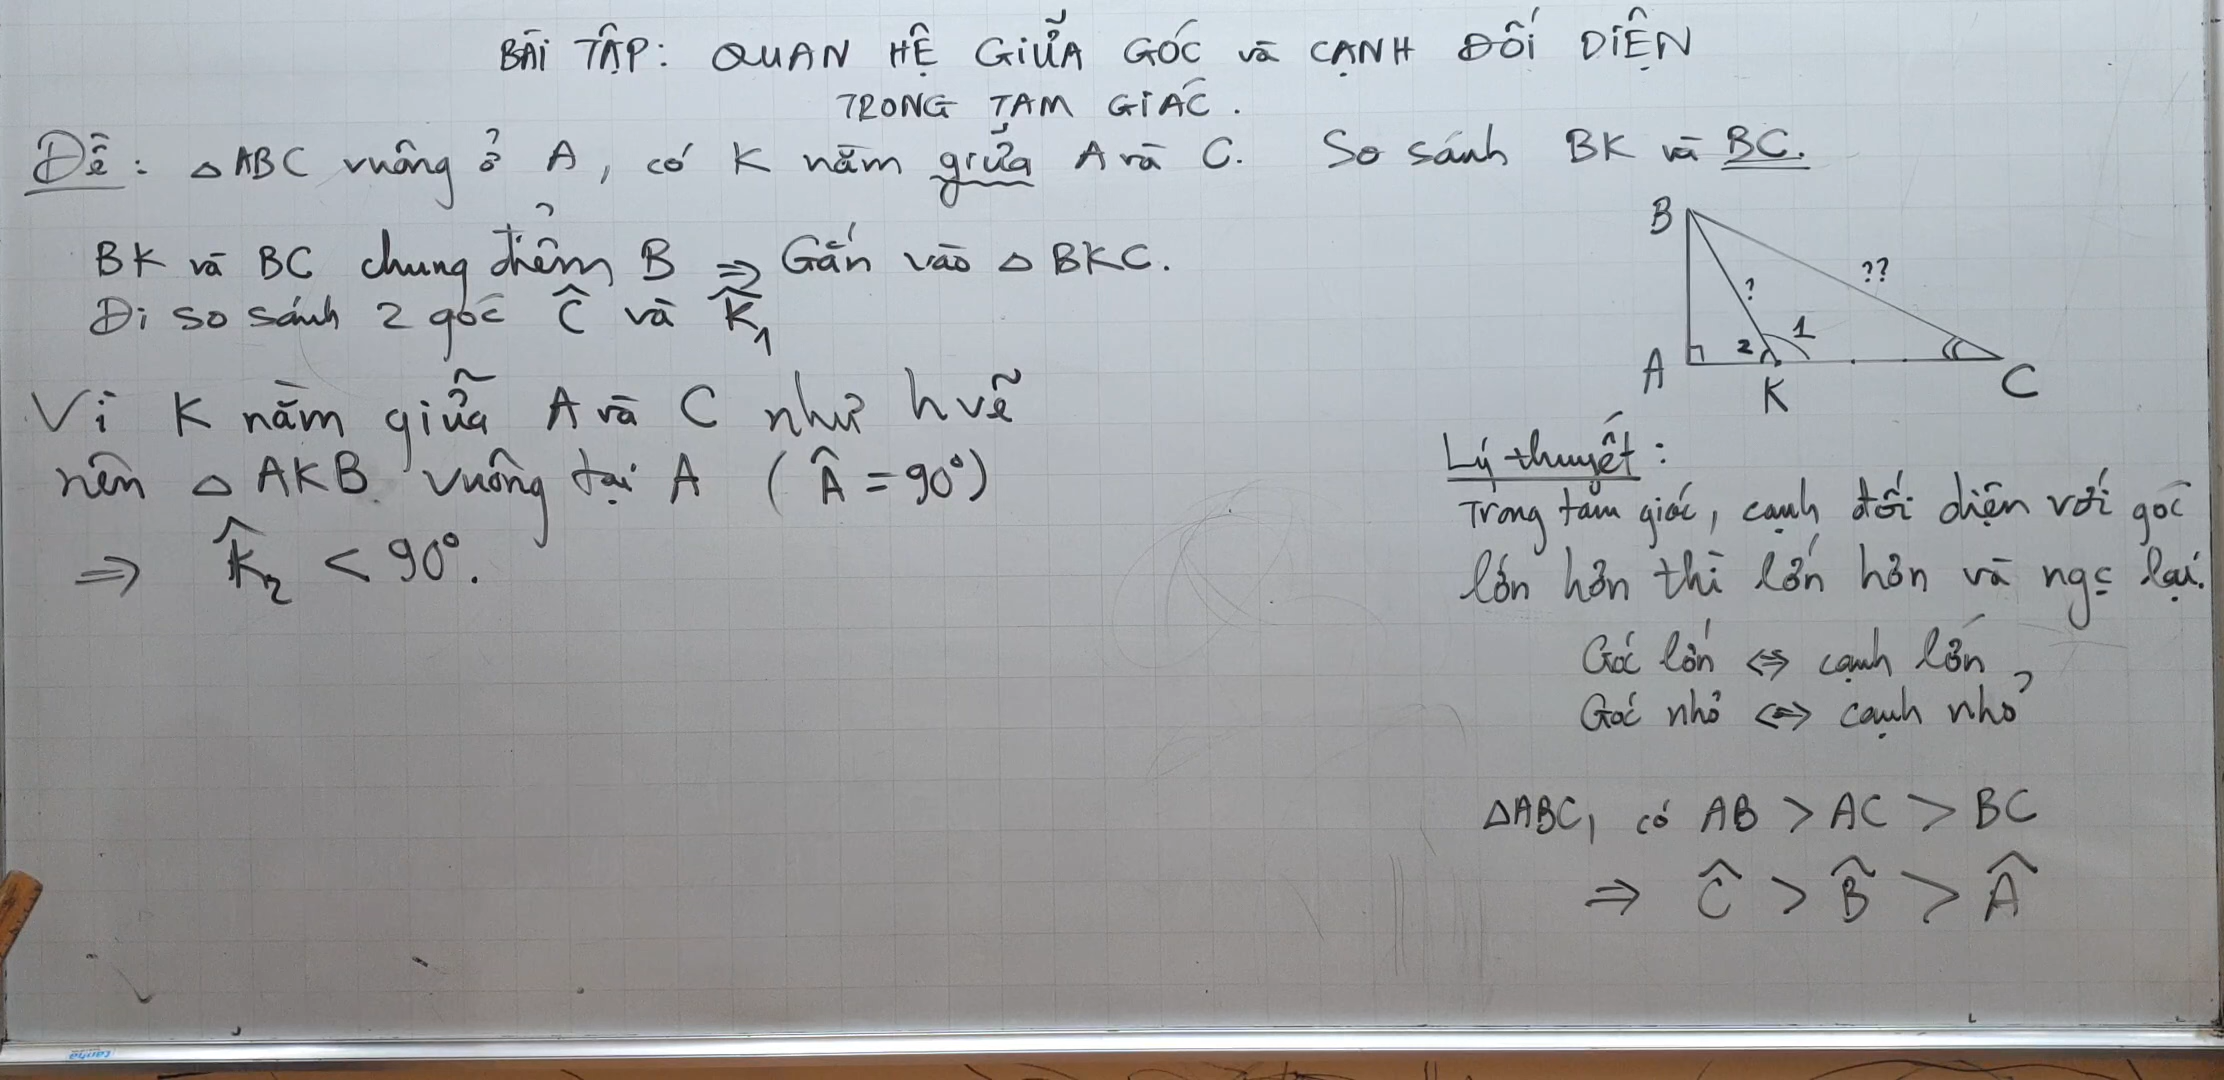 BÀI TẬP: QUAN HỆ GIỮA GÓC và CẠNH ĐỐI DIỆN
TRONG TAM GIÁC.
Đề: △ABC vuông ở A, có K nằm giữa A và C. So sánh BK và BC.
BK và BC chung điểm B ⇒ Gắn vào △BKC.
Đi so sánh 2 góc Ĉ và K̂₁
Vì K nằm giữa A và C như hvẽ
nên △AKB vuông tại A (Â = 90°)
⇒ K̂₂ < 90°.
B
?
??
1
2
A
K
C
Lý thuyết:
Trong tam giác, cạnh đối diện với góc
lớn hơn thì lớn hơn và ngc lại.
Góc lớn ⇔ cạnh lớn
Góc nhỏ ⇔ cạnh nhỏ
△ABC, có AB > AC > BC
⇒ Ĉ > B̂ > Â